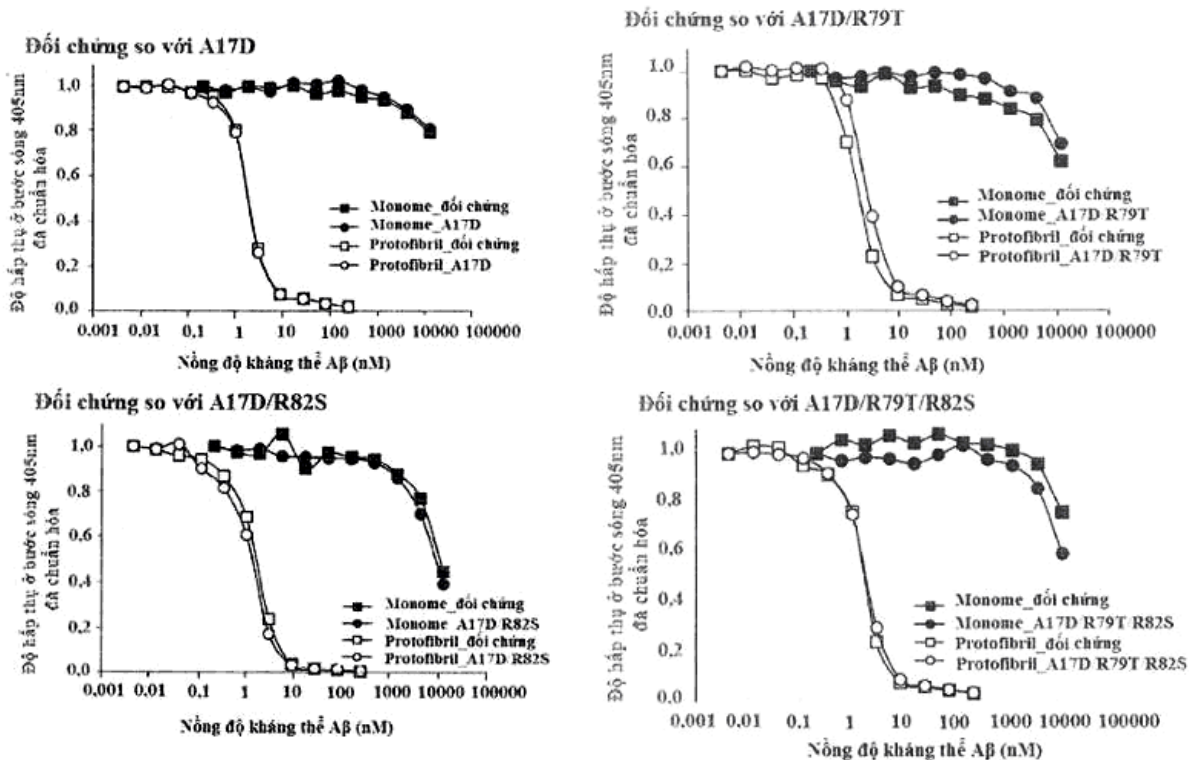 Đối chứng so với A17D
Độ hấp thụ ở bước sóng 405nm
đã chuẩn hóa
1.0
0.8
0.6
0.4
0.2
0.0
Monome_đối chứng
Monome_A17D
Protofibril_đối chứng
Protofibril_A17D
0.001 0.01 0.1 1 10 100 1000 10000 100000
Nồng độ kháng thể Aβ (nM)
Đối chứng so với A17D/R79T
Độ hấp thụ ở bước sóng 405nm
đã chuẩn hóa
1,0
0,8
0,6
0,4
0,2
0,0
Monome_đối chứng
Monome_A17D/R79T
Protofibril_đối chứng
Protofibril_A17D/R79T
0.001 0.01 0,1 1 10 100 1000 10000 100000
Nồng độ kháng thể Aβ (nM)
Đối chứng so với A17D/R82S
Độ hấp thụ ở bước sóng 405nm
đã chuẩn hóa
1,0
0,8
0,6
0,4
0,2
0,0
Monome_đối chứng
Monome_A17D/R82S
Protofibril_đối chứng
Protofibril_A17D/R82S
0.001 0.01 0,1 1 10 100 1000 10000 100000
Nồng độ kháng thể Aβ (nM)
Đối chứng so với A17D/R79T/R82S
Độ hấp thụ ở bước sóng 405nm
đã chuẩn hóa
1,0
0,8
0,6
0,4
0,2
0,0
Monome_đối chứng
Monome_A17D/R79T/R82S
Protofibril_đối chứng
Protofibril_A17D/R79T/R82S
0.001 0.01 0,1 1 10 100 1000 10000 100000
Nồng độ kháng thể Aβ (nM)